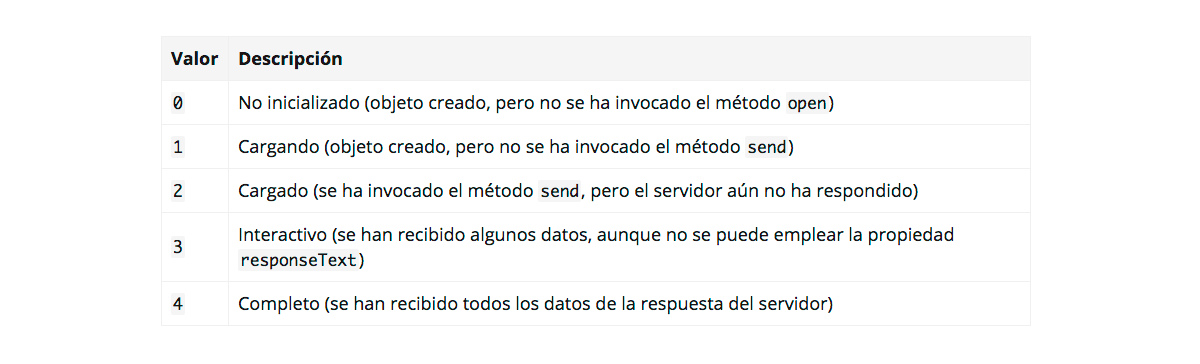 Valor Descripción
0 No inicializado (objeto creado, pero no se ha invocado el método open)
1 Cargando (objeto creado, pero no se ha invocado el método send)
2 Cargado (se ha invocado el método send, pero el servidor aún no ha respondido)
3 Interactivo (se han recibido algunos datos, aunque no se puede emplear la propiedad
responseText)
4 Completo (se han recibido todos los datos de la respuesta del servidor)